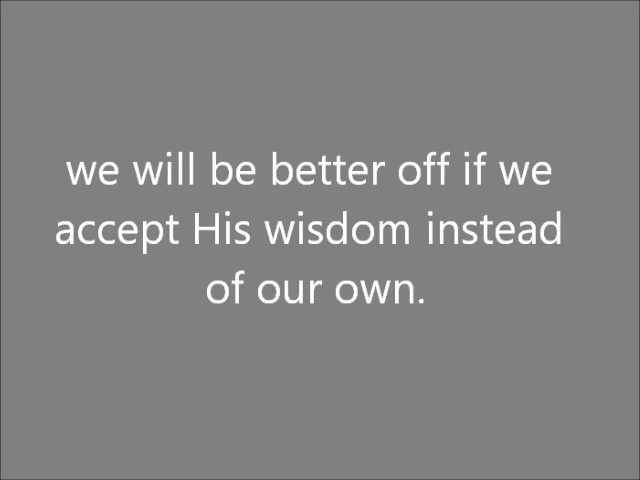 we will be better off if we
accept His wisdom instead
of our own.